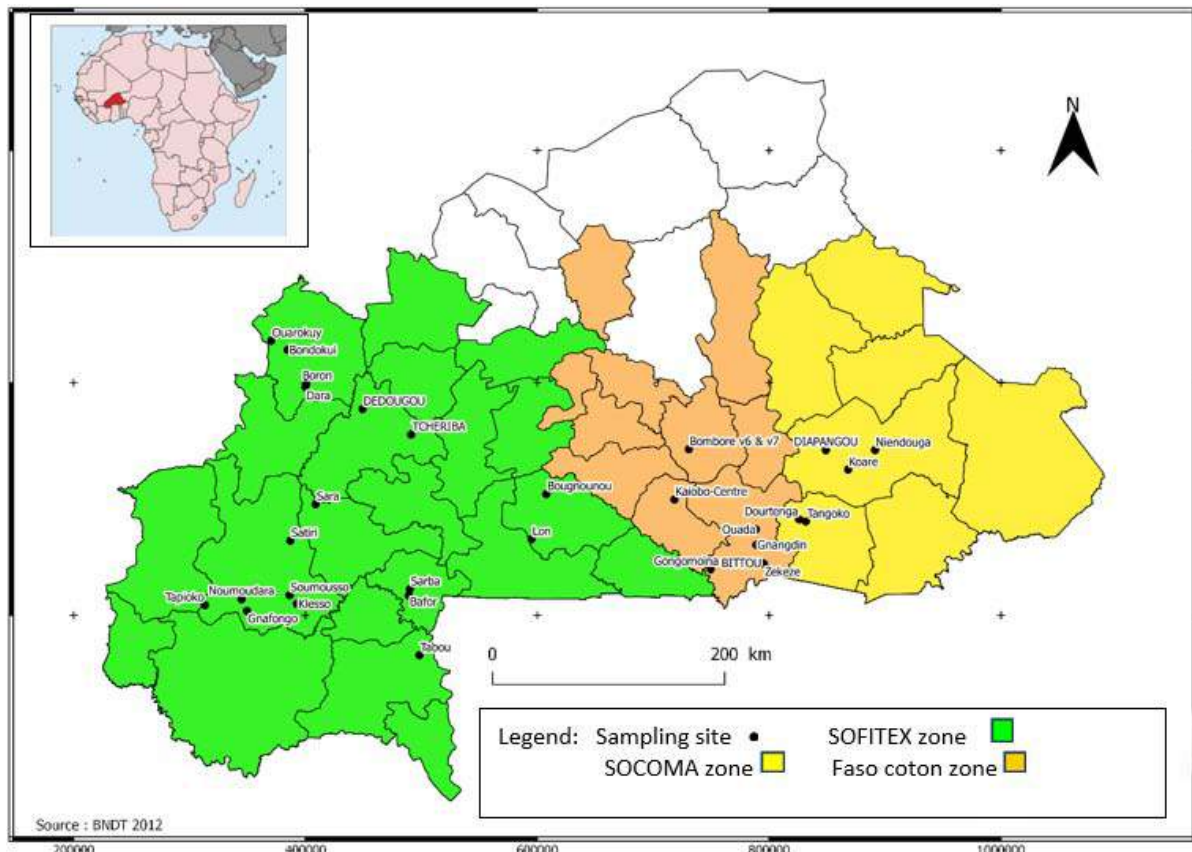 N
Ouarokuy
Bondokui
Boron
Dara
DEDOUGOU
TCHERIBA
Bombore v6 & v7
DIAPANGOU
Niendouga
Koare
Sara
Bougnounou
Kaiobo-Centre
Dourtenga
Tangoko
Satiri
Lon
Ouada
Gnangdin
Gongomoina
BITTOU
Zekeze
Tapioko
Noumoudara
Soumousso
Klesso
Gnafongo
Sarba
Bafor
Tabou
0 200 km
Legend: Sampling site SOFITEX zone
SOCOMA zone Faso coton zone
Source : BNDT 2012
200000 400000 600000 800000 1000000